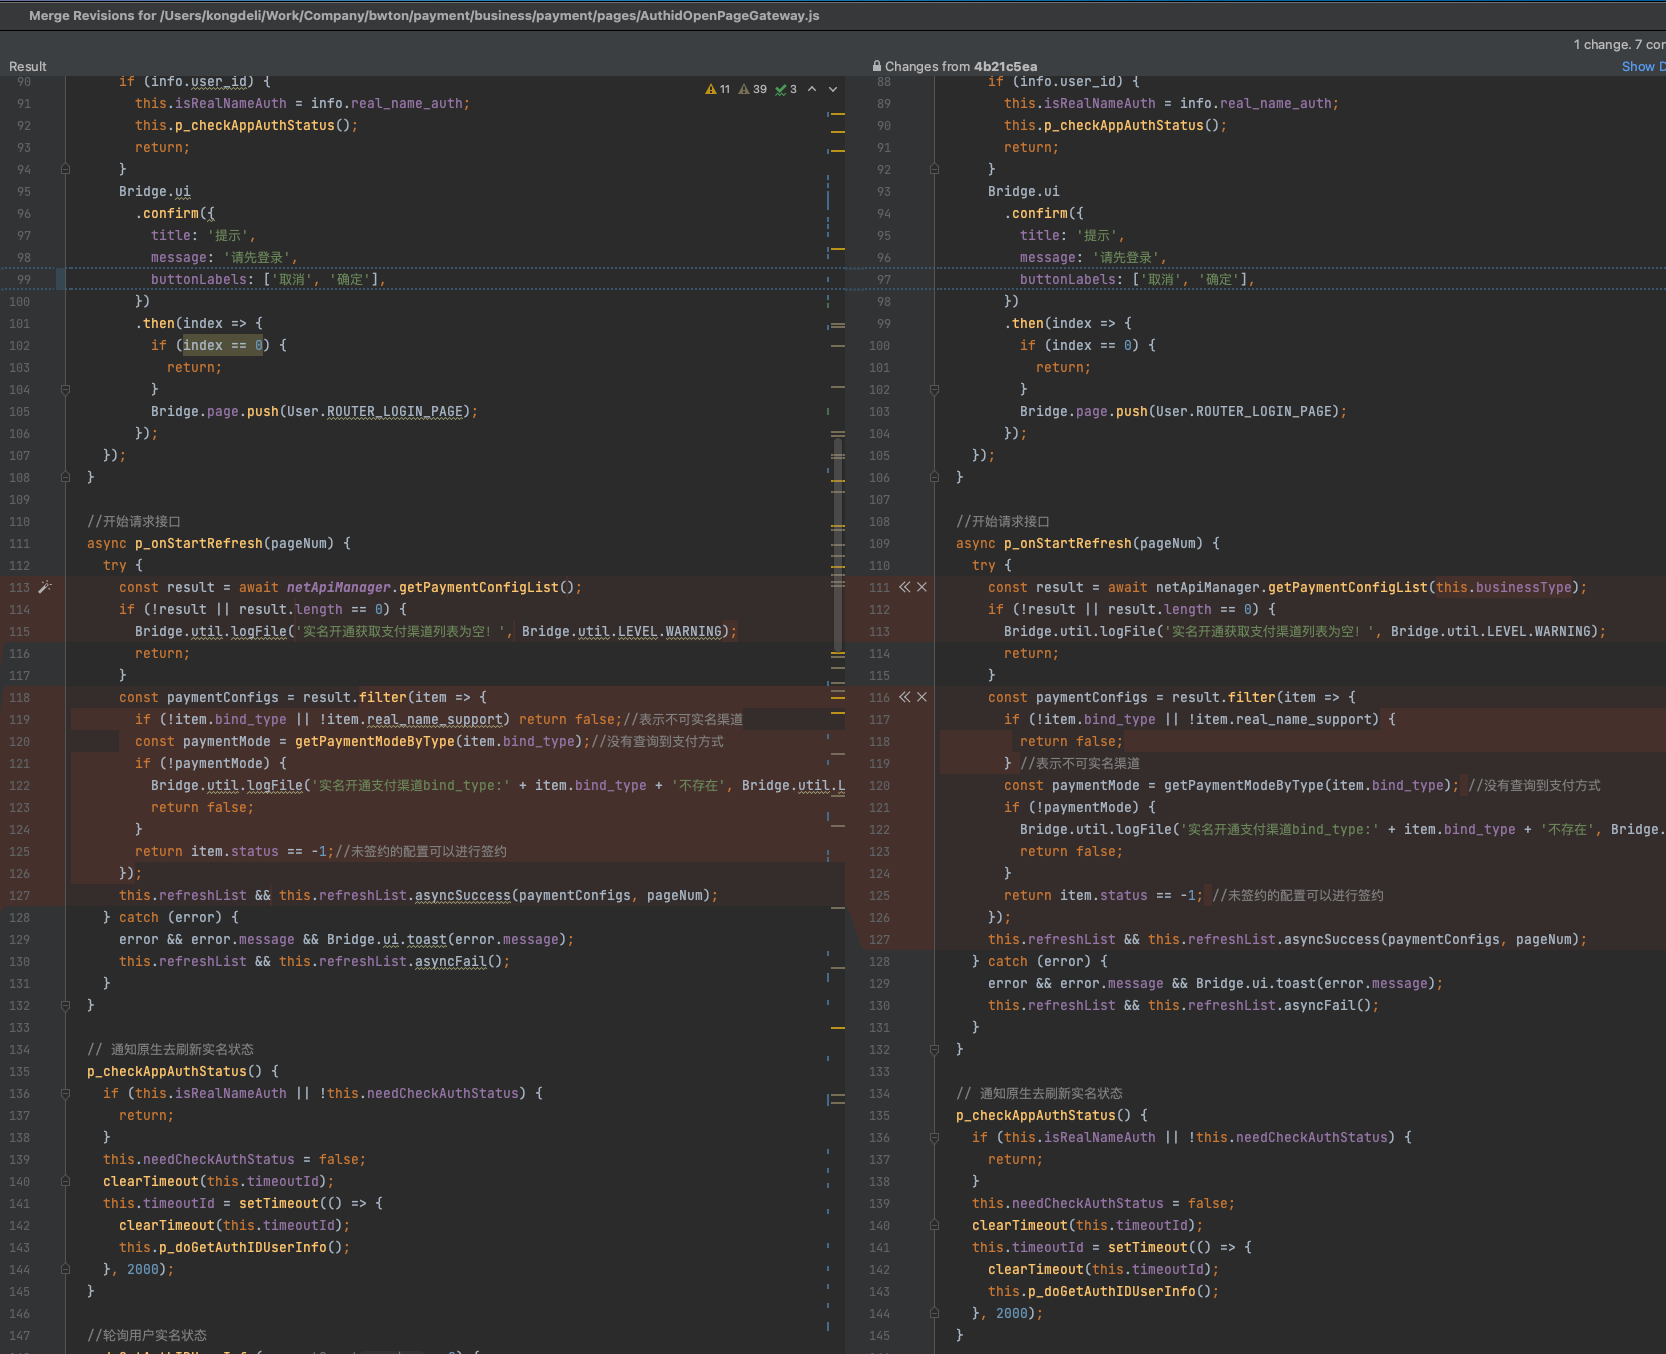 Merge Revisions for /Users/kongdeli/Work/Company/bwton/payment/business/payment/pages/AuthidOpenPageGateway.js
1 change. 7 con
Result
Changes from 4b21c5ea
Show D
11 39 3
90 if (info.user_id) {
91 this.isRealNameAuth = info.real_name_auth;
92 this.p_checkAppAuthStatus();
93 return;
94 }
95 Bridge.ui
96 .confirm({
97 title: '提示',
98 message: '请先登录',
99 buttonLabels: ['取消', '确定'],
100 })
101 .then(index => {
102 if (index == 0) {
103 return;
104 }
105 Bridge.page.push(User.ROUTER_LOGIN_PAGE);
106 });
107 });
108 }
109
110 //开始请求接口
111 async p_onStartRefresh(pageNum) {
112 try {
113 const result = await netApiManager.getPaymentConfigList();
114 if (!result || result.length == 0) {
115 Bridge.util.logFile('实名开通获取支付渠道列表为空! ', Bridge.util.LEVEL.WARNING);
116 return;
117 }
118 const paymentConfigs = result.filter(item => {
119 if (!item.bind_type || !item.real_name_support) return false;//表示不可实名渠道
120 const paymentMode = getPaymentModeByType(item.bind_type);//没有查询到支付方式
121 if (!paymentMode) {
122 Bridge.util.logFile('实名开通支付渠道bind_type:' + item.bind_type + '不存在', Bridge.util.L
123 return false;
124 }
125 return item.status == -1;//未签约的配置可以进行签约
126 });
127 this.refreshList && this.refreshList.asyncSuccess(paymentConfigs, pageNum);
128 } catch (error) {
129 error && error.message && Bridge.ui.toast(error.message);
130 this.refreshList && this.refreshList.asyncFail();
131 }
132 }
133
134 // 通知原生去刷新实名状态
135 p_checkAppAuthStatus() {
136 if (this.isRealNameAuth || !this.needCheckAuthStatus) {
137 return;
138 }
139 this.needCheckAuthStatus = false;
140 clearTimeout(this.timeoutId);
141 this.timeoutId = setTimeout(() => {
142 clearTimeout(this.timeoutId);
143 this.p_doGetAuthIDUserInfo();
144 }, 2000);
145 }
146
147 //轮询用户实名状态
88 if (info.user_id) {
89 this.isRealNameAuth = info.real_name_auth;
90 this.p_checkAppAuthStatus();
91 return;
92 }
93 Bridge.ui
94 .confirm({
95 title: '提示',
96 message: '请先登录',
97 buttonLabels: ['取消', '确定'],
98 })
99 .then(index => {
100 if (index == 0) {
101 return;
102 }
103 Bridge.page.push(User.ROUTER_LOGIN_PAGE);
104 });
105 });
106 }
107
108 //开始请求接口
109 async p_onStartRefresh(pageNum) {
110 try {
111 const result = await netApiManager.getPaymentConfigList(this.businessType);
112 if (!result || result.length == 0) {
113 Bridge.util.logFile('实名开通获取支付渠道列表为空! ', Bridge.util.LEVEL.WARNING);
114 return;
115 }
116 const paymentConfigs = result.filter(item => {
117 if (!item.bind_type || !item.real_name_support) {
118 return false;
119 } //表示不可实名渠道
120 const paymentMode = getPaymentModeByType(item.bind_type); //没有查询到支付方式
121 if (!paymentMode) {
122 Bridge.util.logFile('实名开通支付渠道bind_type:' + item.bind_type + '不存在', Bridge.
123 return false;
124 }
125 return item.status == -1; //未签约的配置可以进行签约
126 });
127 this.refreshList && this.refreshList.asyncSuccess(paymentConfigs, pageNum);
128 } catch (error) {
129 error && error.message && Bridge.ui.toast(error.message);
130 this.refreshList && this.refreshList.asyncFail();
131 }
132 }
133
134 // 通知原生去刷新实名状态
135 p_checkAppAuthStatus() {
136 if (this.isRealNameAuth || !this.needCheckAuthStatus) {
137 return;
138 }
139 this.needCheckAuthStatus = false;
140 clearTimeout(this.timeoutId);
141 this.timeoutId = setTimeout(() => {
142 clearTimeout(this.timeoutId);
143 this.p_doGetAuthIDUserInfo();
144 }, 2000);
145 }